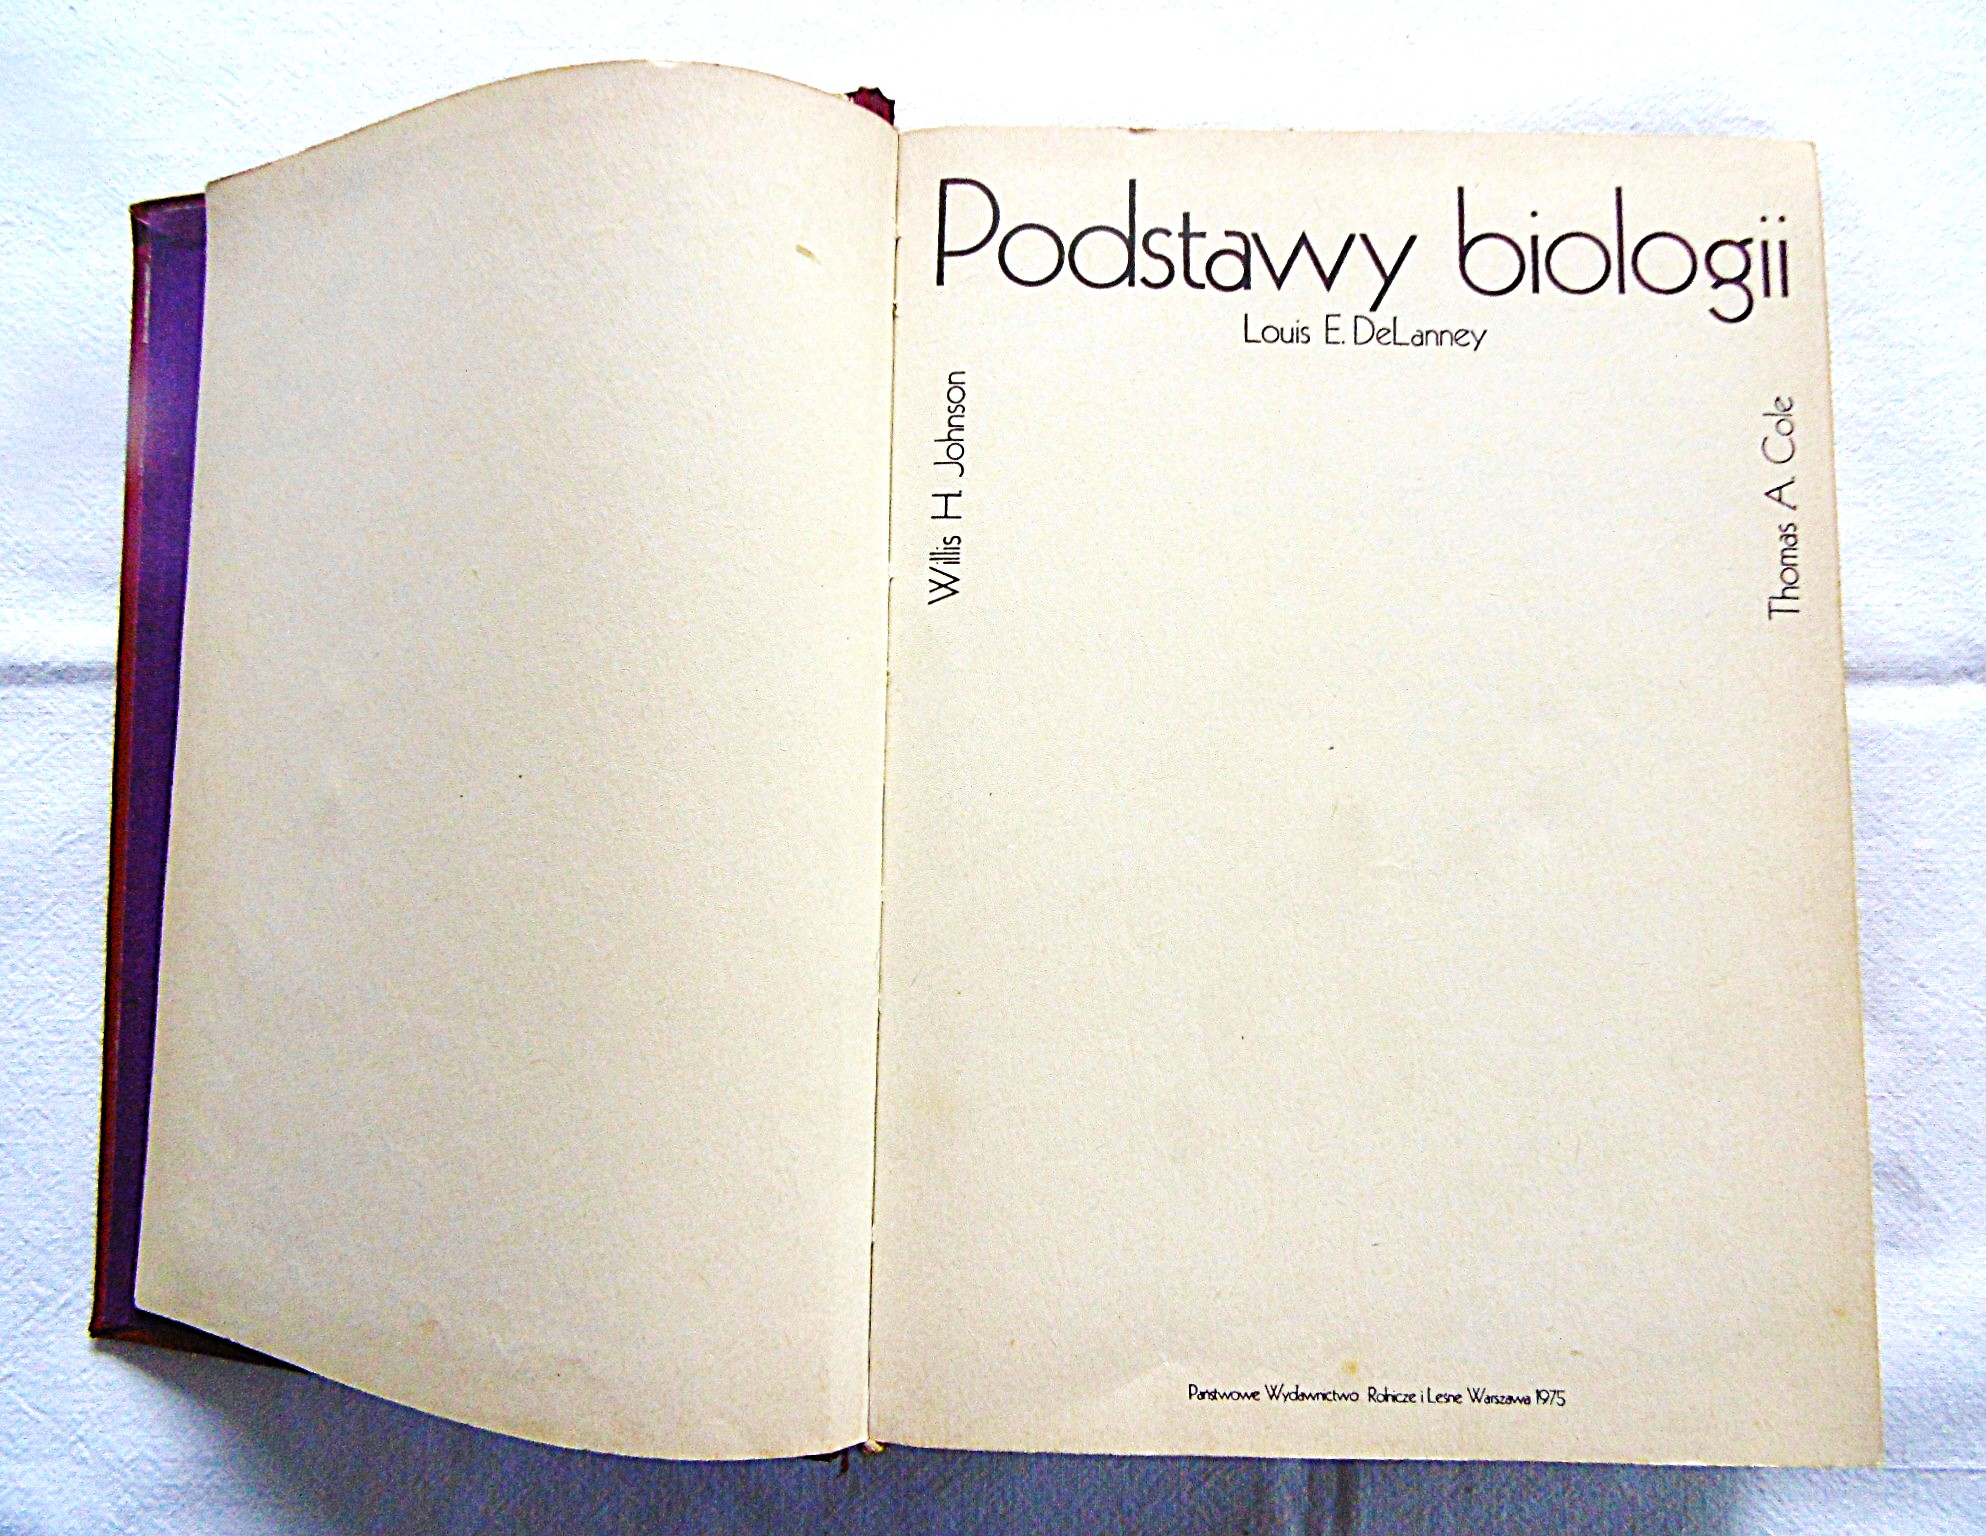 Podstawy biologii
Louis E. DeLanney
Willis H. Johnson
Thomas A. Cole
Państwowe Wydawnictwo Rolnicze i Leśne Warszawa 1975